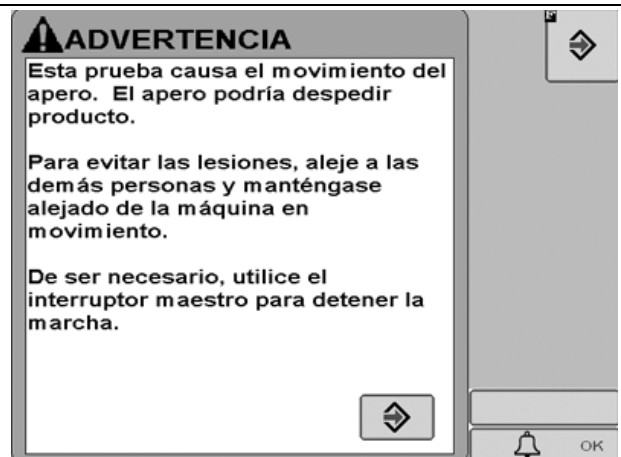 ADVERTENCIA
Esta prueba causa el movimiento del
apero. El apero podría despedir
producto.
Para evitar las lesiones, aleje a las
demás personas y manténgase
alejado de la máquina en
movimiento.
De ser necesario, utilice el
interruptor maestro para detener la
marcha.
OK